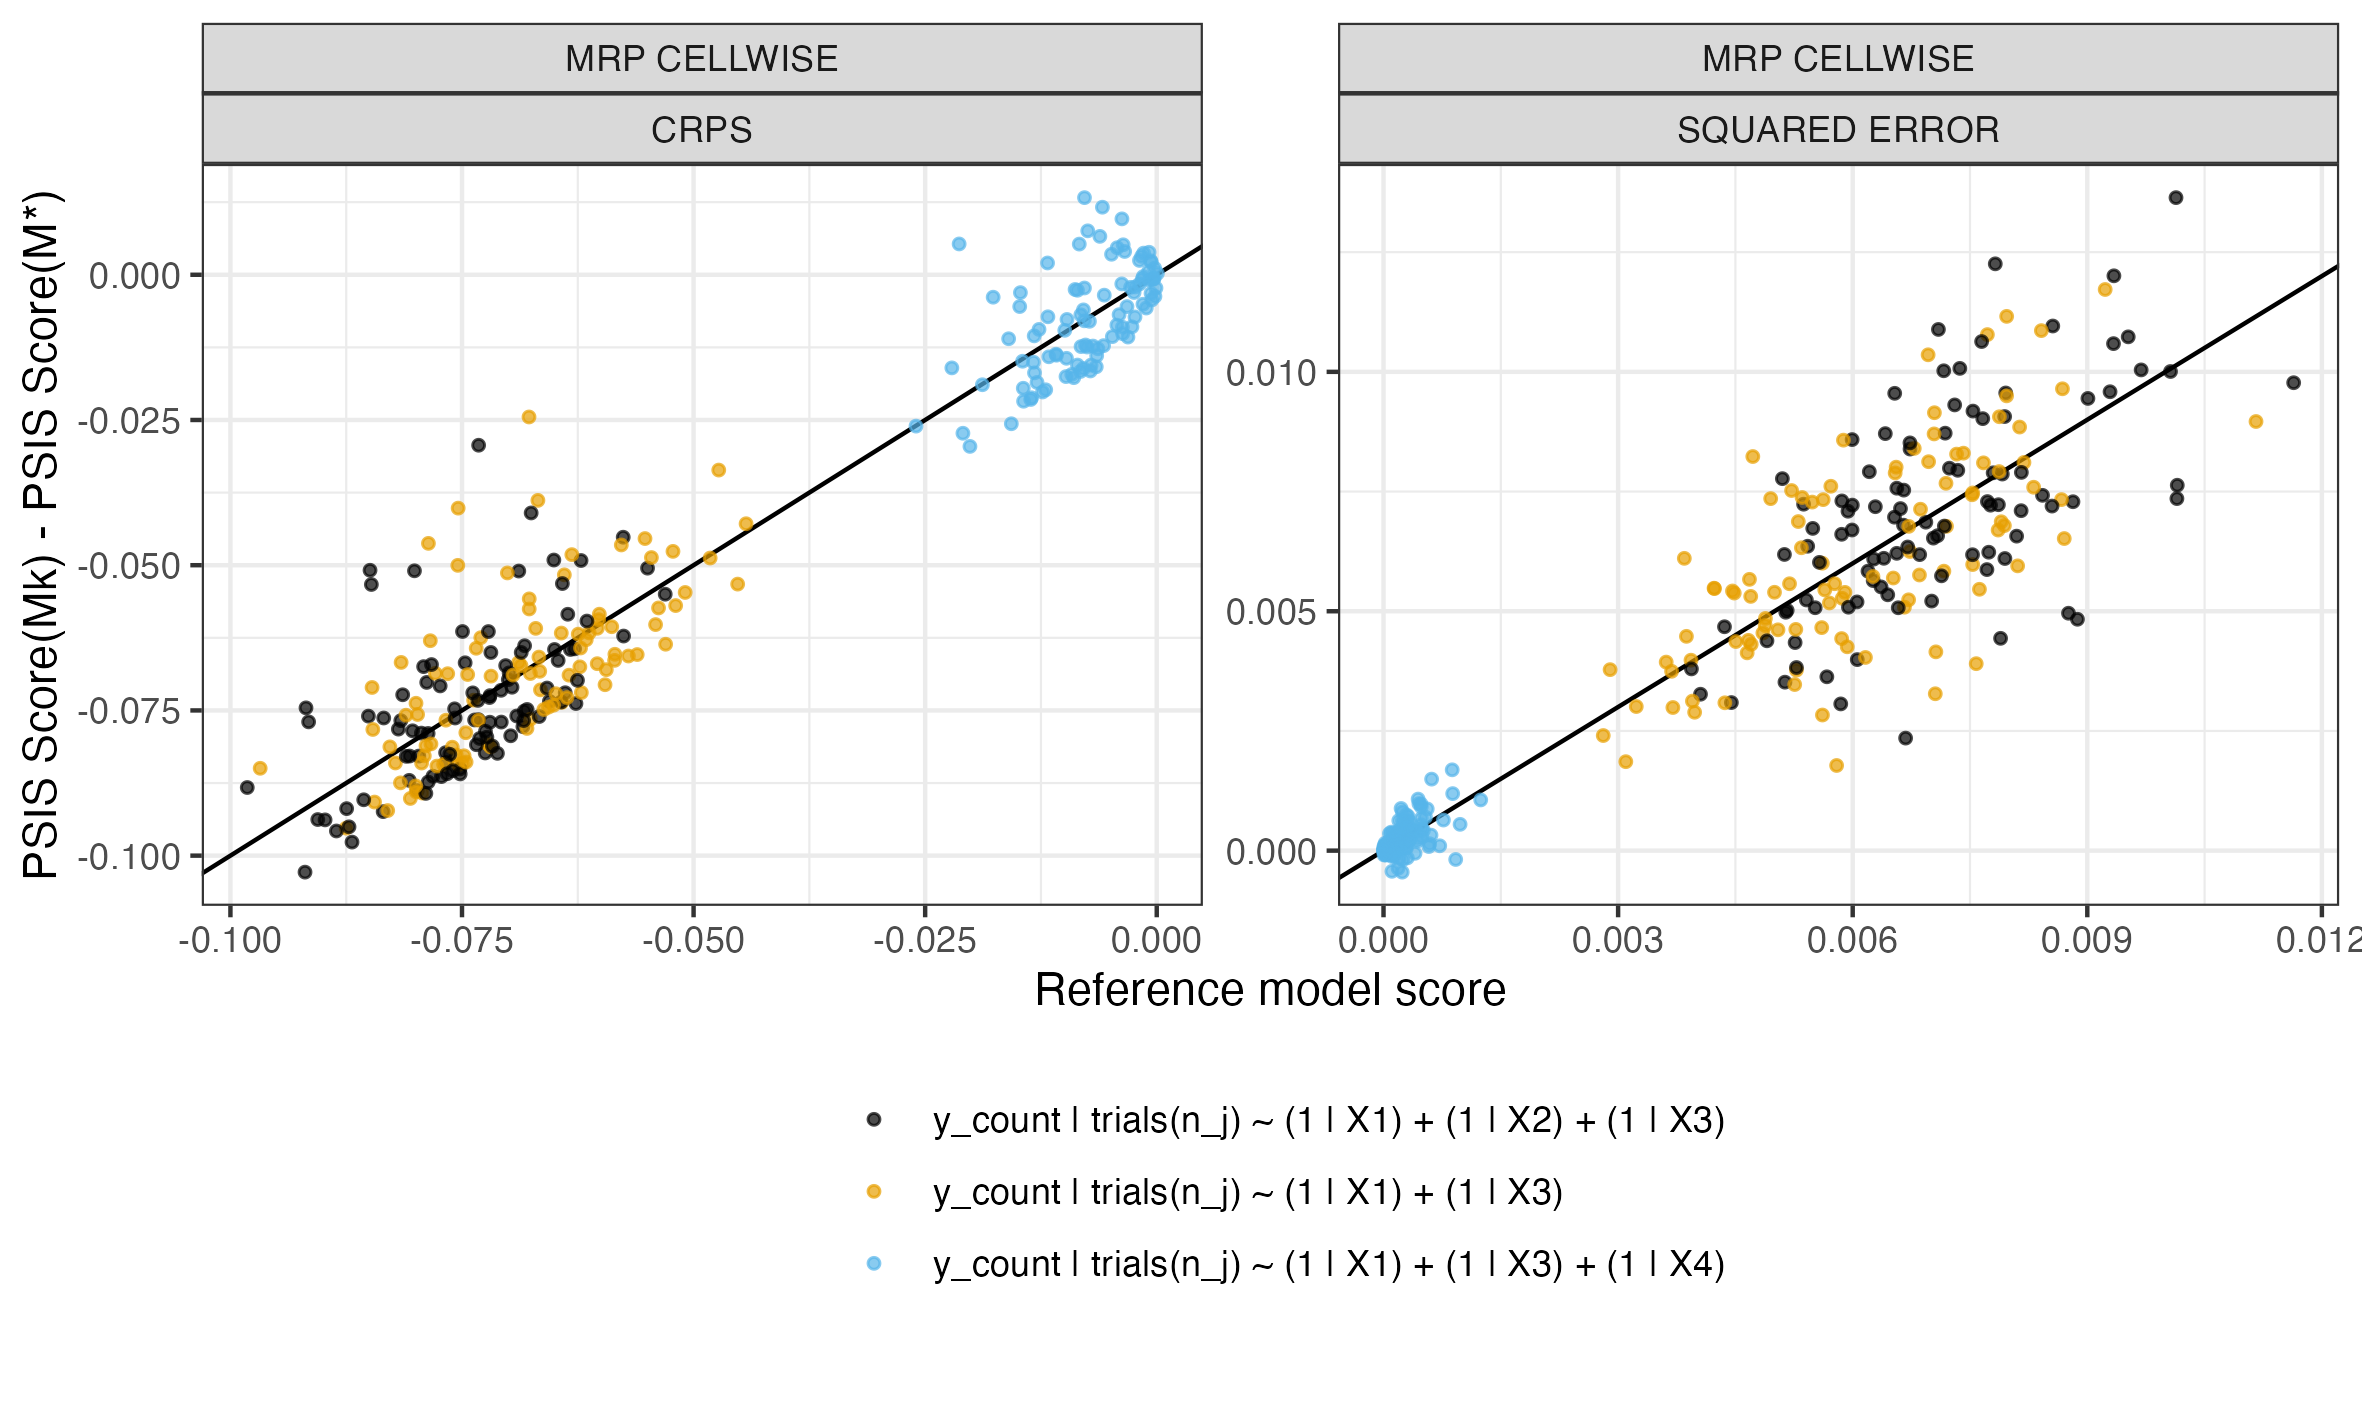 MRP CELLWISE
MRP CELLWISE
CRPS
SQUARED ERROR
PSIS Score(Mk) - PSIS Score(M*)
0.000
-0.025
-0.050
-0.075
-0.100
0.010
0.005
0.000
-0.100
-0.075
-0.050
-0.025
0.000
0.000
0.003
0.006
0.009
0.012
Reference model score
y_count | trials(n_j) ~ (1 | X1) + (1 | X2) + (1 | X3)
y_count | trials(n_j) ~ (1 | X1) + (1 | X3)
y_count | trials(n_j) ~ (1 | X1) + (1 | X3) + (1 | X4)